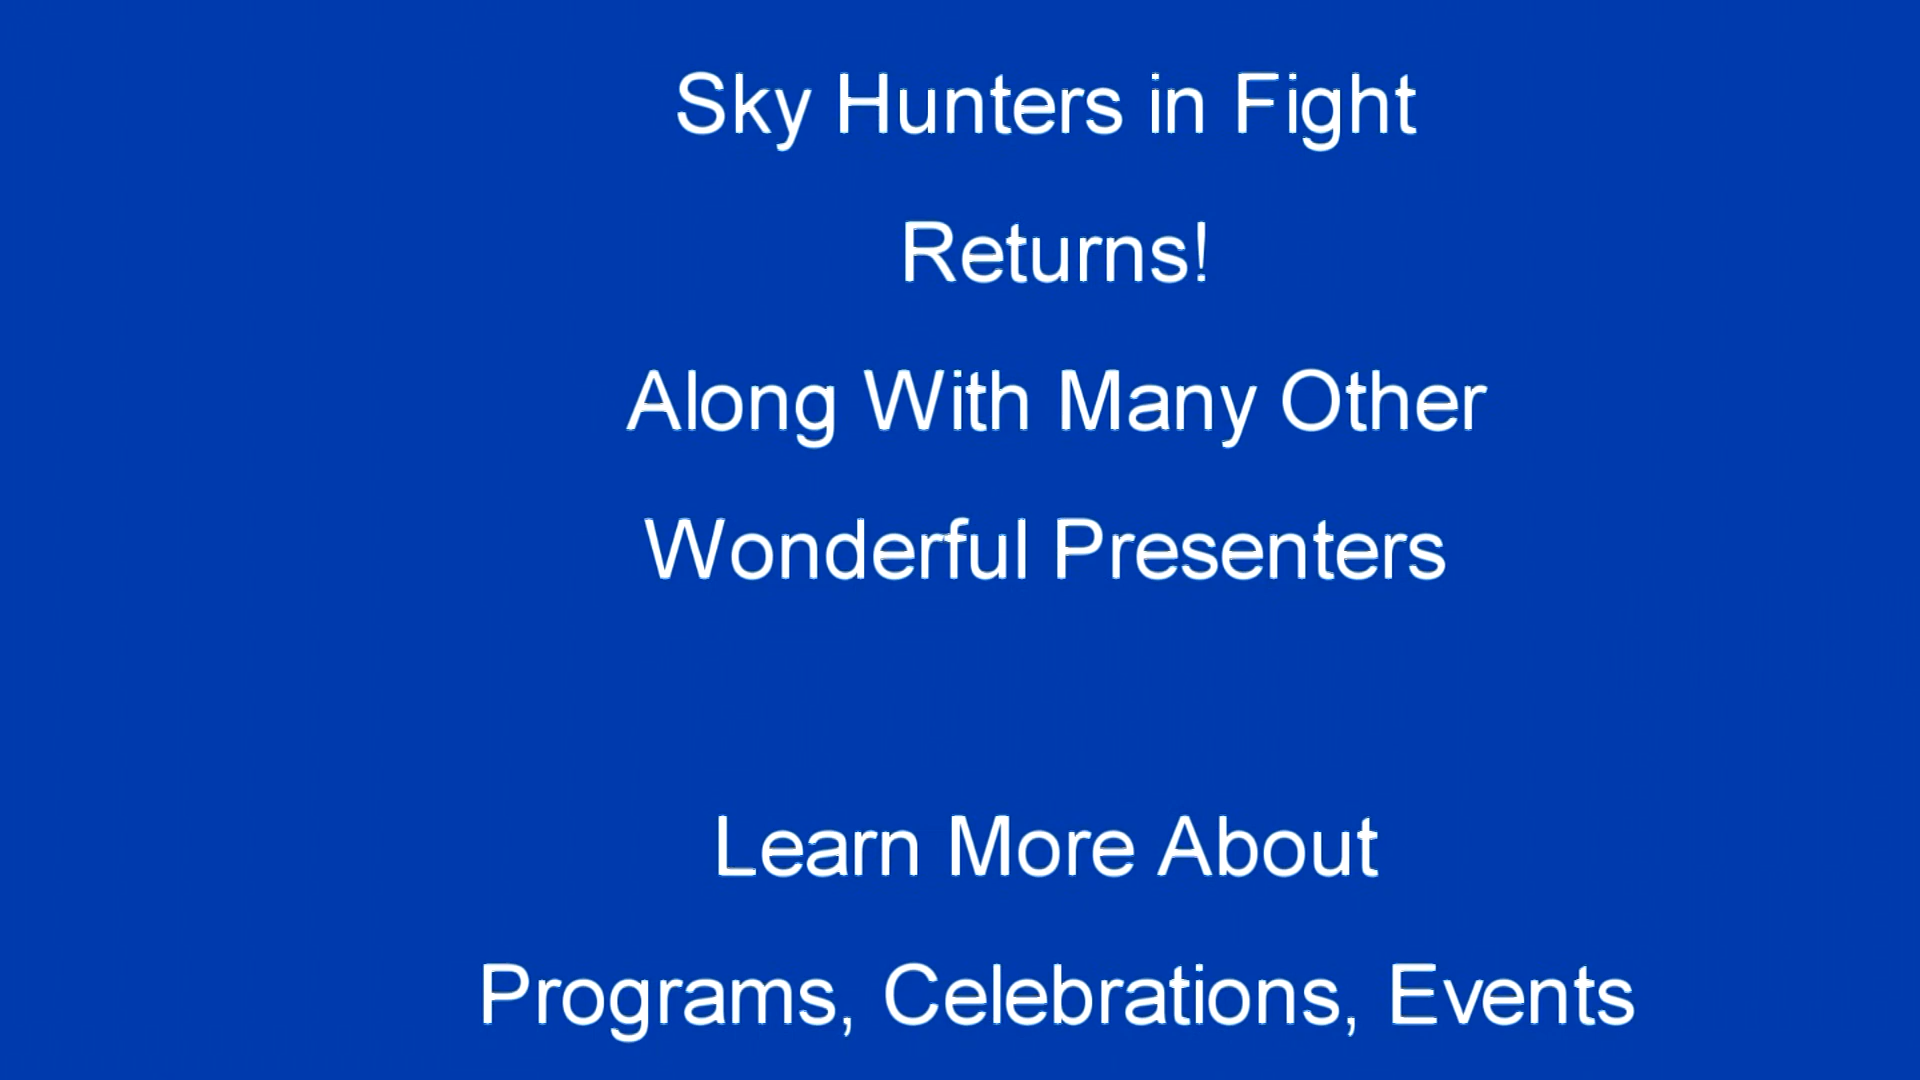 Sky Hunters in Fight
Returns!
Along With Many Other
Wonderful Presenters
Learn More About
Programs, Celebrations, Events